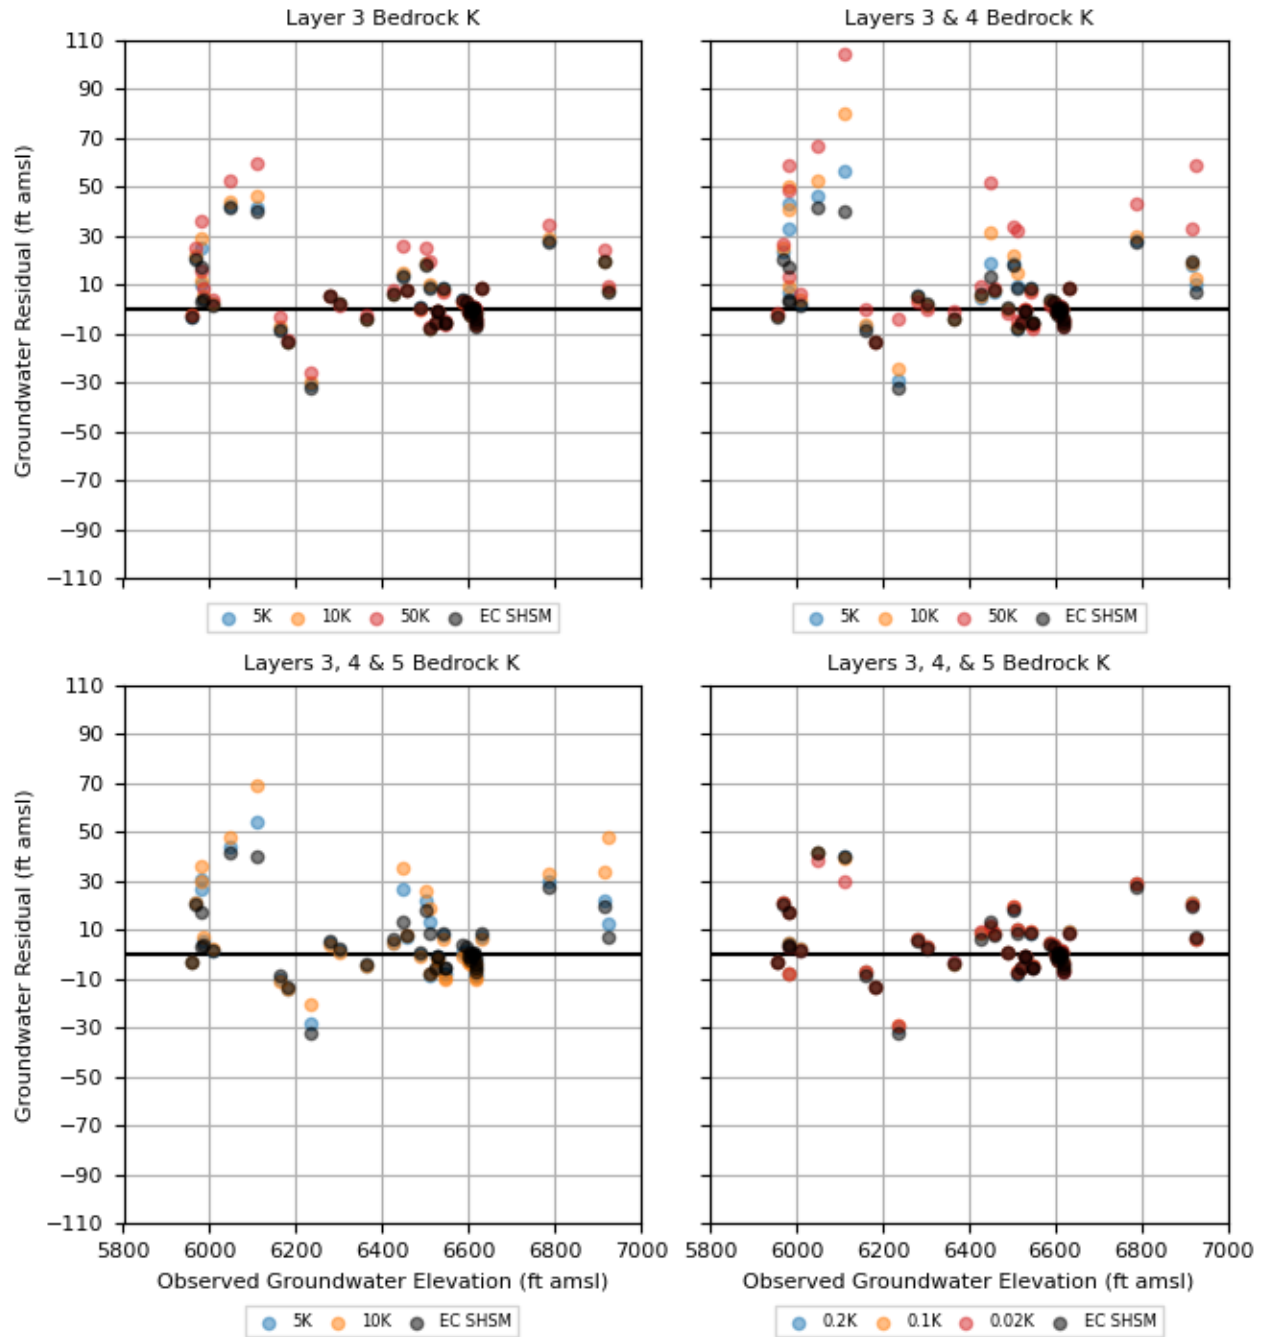 Layer 3 Bedrock K
Layers 3 & 4 Bedrock K
Groundwater Residual (ft amsl)
110
90
70
50
30
10
0
−10
−30
−50
−70
−90
−110
5K 10K 50K EC SHSM
5K 10K 50K EC SHSM
Layers 3, 4 & 5 Bedrock K
Layers 3, 4, & 5 Bedrock K
Groundwater Residual (ft amsl)
110
90
70
50
30
10
0
−10
−30
−50
−70
−90
−110
5800 6000 6200 6400 6600 6800 7000
5800 6000 6200 6400 6600 6800 7000
Observed Groundwater Elevation (ft amsl)
Observed Groundwater Elevation (ft amsl)
5K 10K EC SHSM
0.2K 0.1K 0.02K EC SHSM